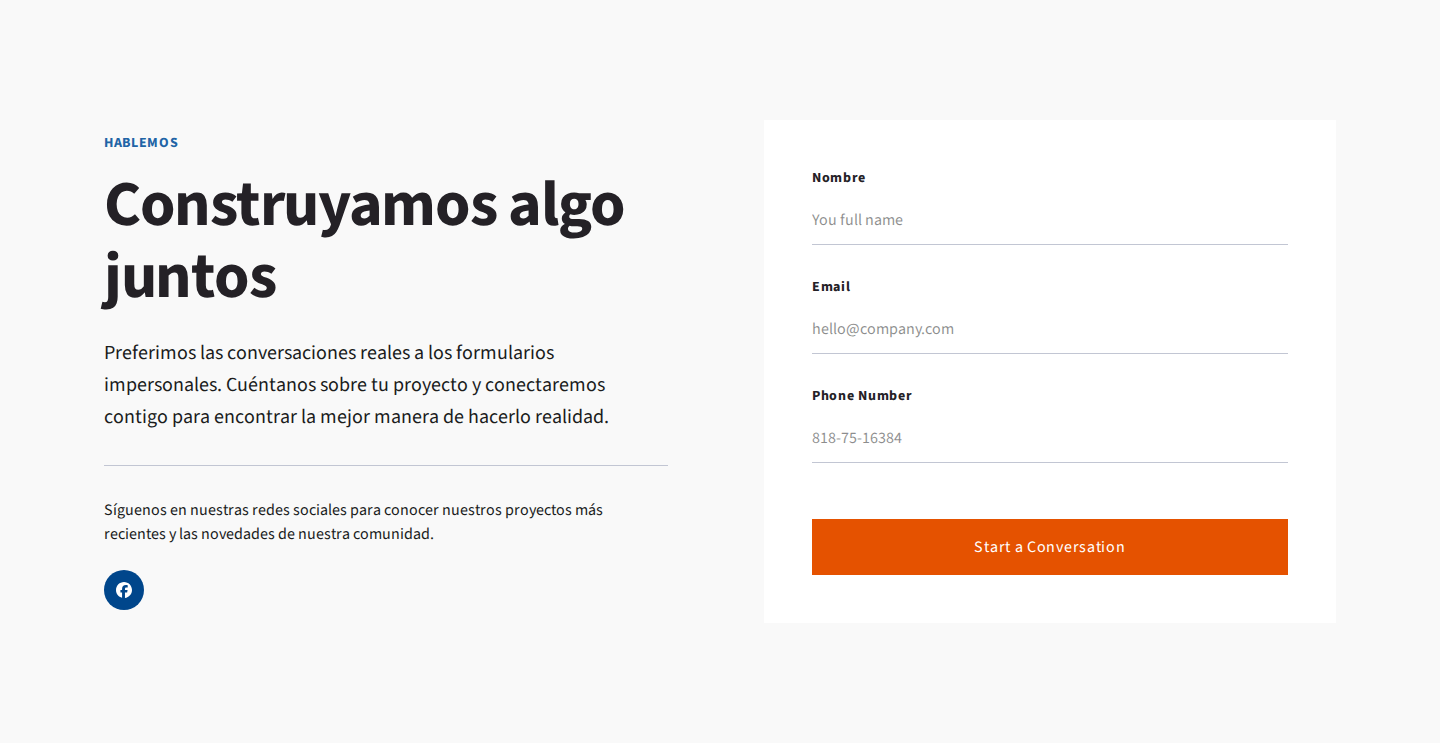 HABLEMOS
Construyamos algo
juntos
Preferimos las conversaciones reales a los formularios
impersonales. Cuéntanos sobre tu proyecto y conectaremos
contigo para encontrar la mejor manera de hacerlo realidad.
Síguenos en nuestras redes sociales para conocer nuestros proyectos más
recientes y las novedades de nuestra comunidad.
Nombre
You full name
Email
hello@company.com
Phone Number
818-75-16384
Start a Conversation